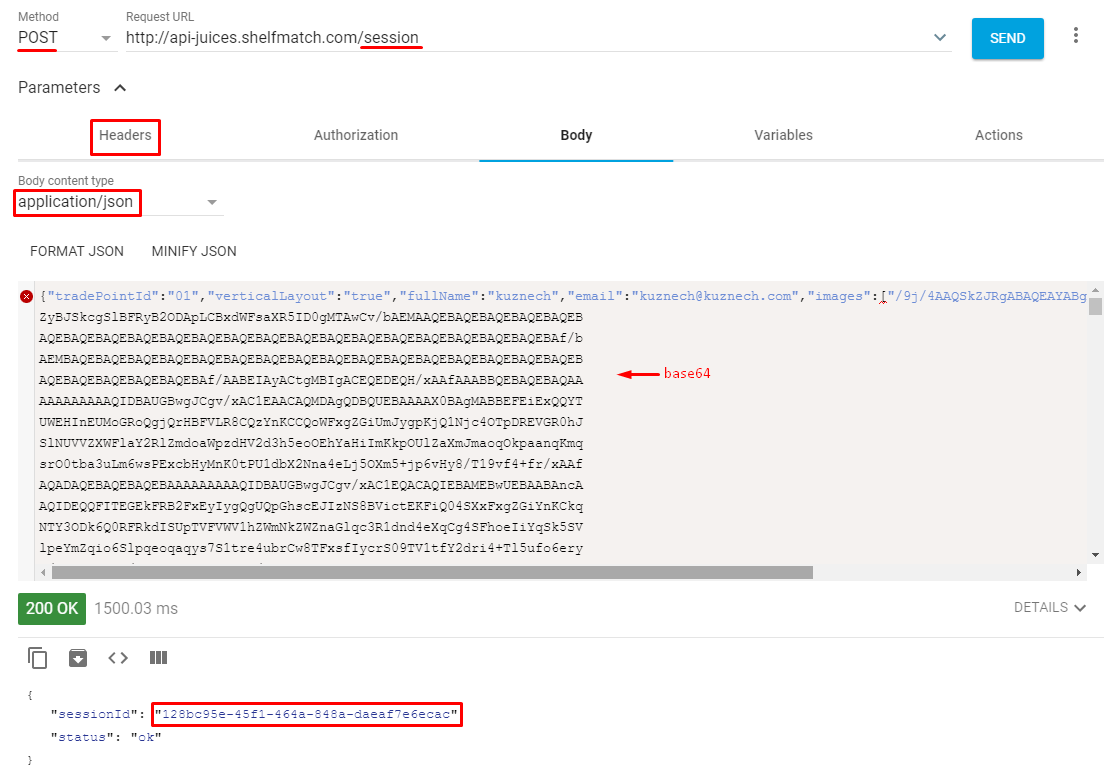 Method
Request URL
POST
http://api-juices.shelfmatch.com/session
SEND
Parameters
Headers
Authorization
Body
Variables
Actions
Body content type
application/json
FORMAT JSON
MINIFY JSON
{"tradePointId":"01","verticalLayout":"true","fullName":"kuznech","email":"kuznech@kuznech.com","images":["/9j/4AAQSkZJRgABAQEAYABg
ZyBJSkcgSlBFRyB2ODApLCBxdWFsaXR5ID0gMTAwCv/bAEMAAQEBAQEBAQEBAQEBAQEB
AQEBAQEBAQEBAQEBAQEBAQEBAQEBAQEBAQEBAQEBAQEBAQEBAQEBAQEBAQEBAQEBAf/b
AEMBAQEBAQEBAQEBAQEBAQEBAQEBAQEBAQEBAQEBAQEBAQEBAQEBAQEBAQEBAQEBAQEB
AQEBAQEBAQEBAQEBAQEBAf/AABEIAyACtgMBIgACEQEDEQH/xAAfAAABBQEBAQEBAQAA
AAAAAAAAAQIDBAUGBwgJCgv/xAC1EAACAQMDAgQDBQUEBAAAAX0BAgMABBEFEiExQQYT
UWEHInEUMoGRoQgjQrHBFVLR8CQzYnKCCQoWFxgZGiUmJygpKjQ1Njc4OTpDREVGR0hJ
SlNUVVZXWFlaY2RlZmdoaWpzdHV2d3h5eoOEhYaHiImKkpOUlZaXmJmaoqOkpaanqKmq
srO0tba3uLm6wsPExcbHyMnK0tPU1dbX2Nna4eLj5OXm5+jp6vHy8/T19vf4+fr/xAAf
AQADAQEBAQEBAQEBAAAAAAAAAQIDBAUGBwgJCgv/xAC1EQACAQIEBAMEBwUEBAABAncA
AQIDEQQFITEGEkFRB2FxEyIygQgUQpGhscEJIzNS8BVictEKFiQ04SXxFxgZGiYnKCkq
NTY3ODk6Q0RFRkdISUpTVFVWV1hZWmNkZWZnaGlqc3R1dnd4eXqCg4SFhoeIiYqSk5SV
lpeYmZqio6Slpqeoqaqys7S1tre4ubrCw8TFxsfIycrS09TV1tfY2dri4+Tl5ufo6ery
base64
200 OK
1500.03 ms
DETAILS
{
"sessionId": "128bc95e-45f1-464a-848a-daeaf7e6ecac"
"status": "ok"
}